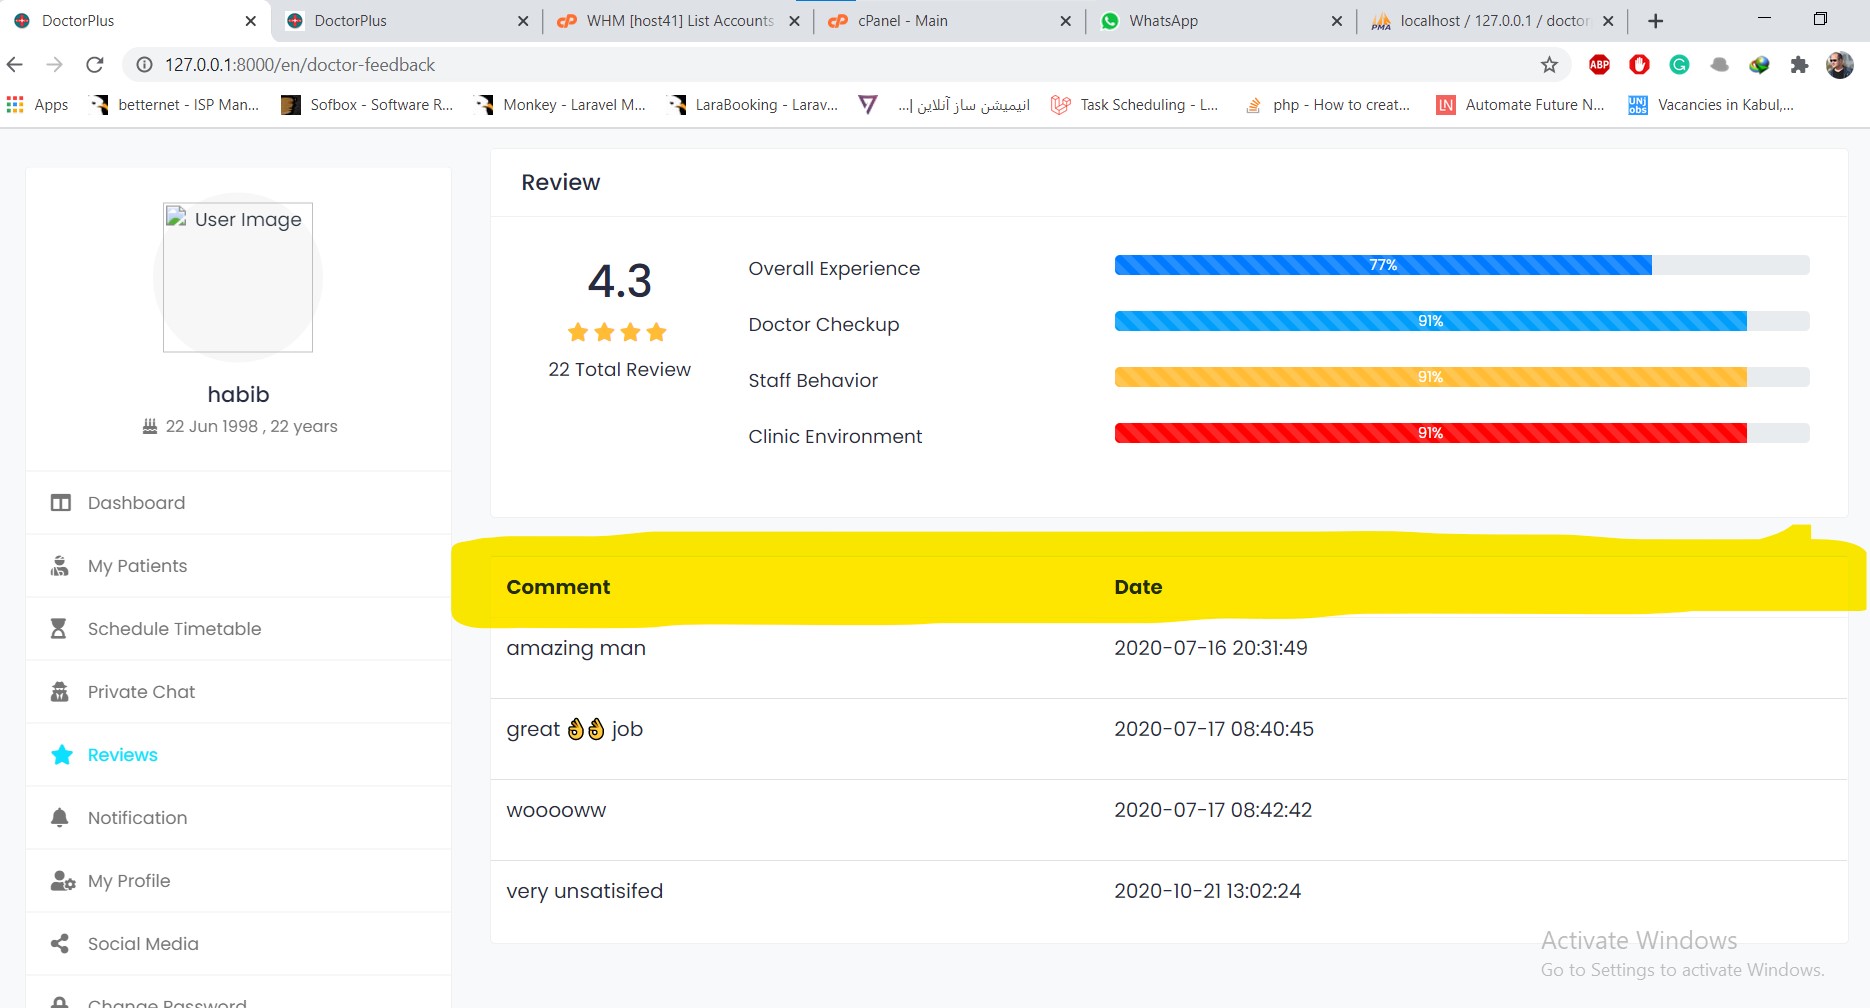 DoctorPlus
DoctorPlus
WHM [host41] List Accounts
cPanel - Main
WhatsApp
localhost / 127.0.0.1 / doctor
127.0.0.1:8000/en/doctor-feedback
ABP
Apps
betternet - ISP Man...
Sofbox - Software R...
Monkey - Laravel M...
LaraBooking - Larav...
انیمیشن ساز آنلاین |...
Task Scheduling - L...
php - How to creat...
LN
Automate Future N...
UNj obs
Vacancies in Kabul,...
User Image
habib
22 Jun 1998 , 22 years
Dashboard
My Patients
Schedule Timetable
Private Chat
Reviews
Notification
My Profile
Social Media
Change Password
Review
4.3
22 Total Review
Overall Experience
77%
Doctor Checkup
91%
Staff Behavior
91%
Clinic Environment
91%
Comment Date
amazing man 2020-07-16 20:31:49
great 👌👌 job 2020-07-17 08:40:45
wooooww 2020-07-17 08:42:42
very unsatisifed 2020-10-21 13:02:24
Activate Windows
Go to Settings to activate Windows.